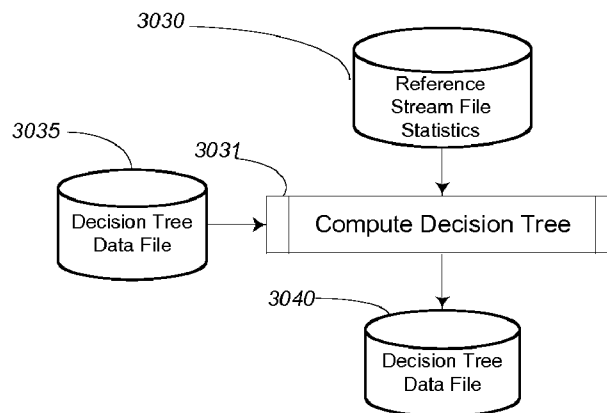 3030
Reference
Stream File
Statistics
3035
3031
Decision Tree
Data File
Compute Decision Tree
3040
Decision Tree
Data File